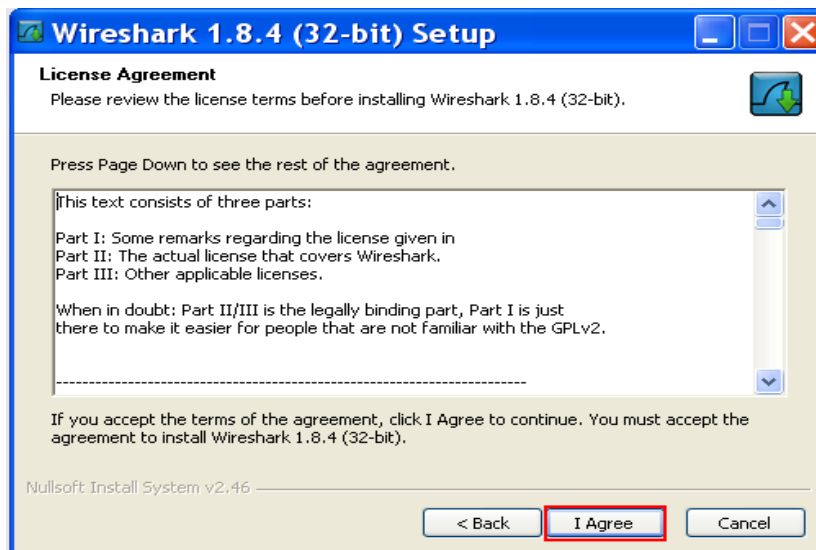 Wireshark 1.8.4 (32-bit) Setup
License Agreement
Please review the license terms before installing Wireshark 1.8.4 (32-bit).
Press Page Down to see the rest of the agreement.
This text consists of three parts:
Part I: Some remarks regarding the license given in
Part II: The actual license that covers Wireshark.
Part III: Other applicable licenses.
When in doubt: Part II/III is the legally binding part, Part I is just
there to make it easier for people that are not familiar with the GPLv2.
------------------------------------------------------------------------
If you accept the terms of the agreement, click I Agree to continue. You must accept the
agreement to install Wireshark 1.8.4 (32-bit).
Nullsoft Install System v2.46
< Back
I Agree
Cancel